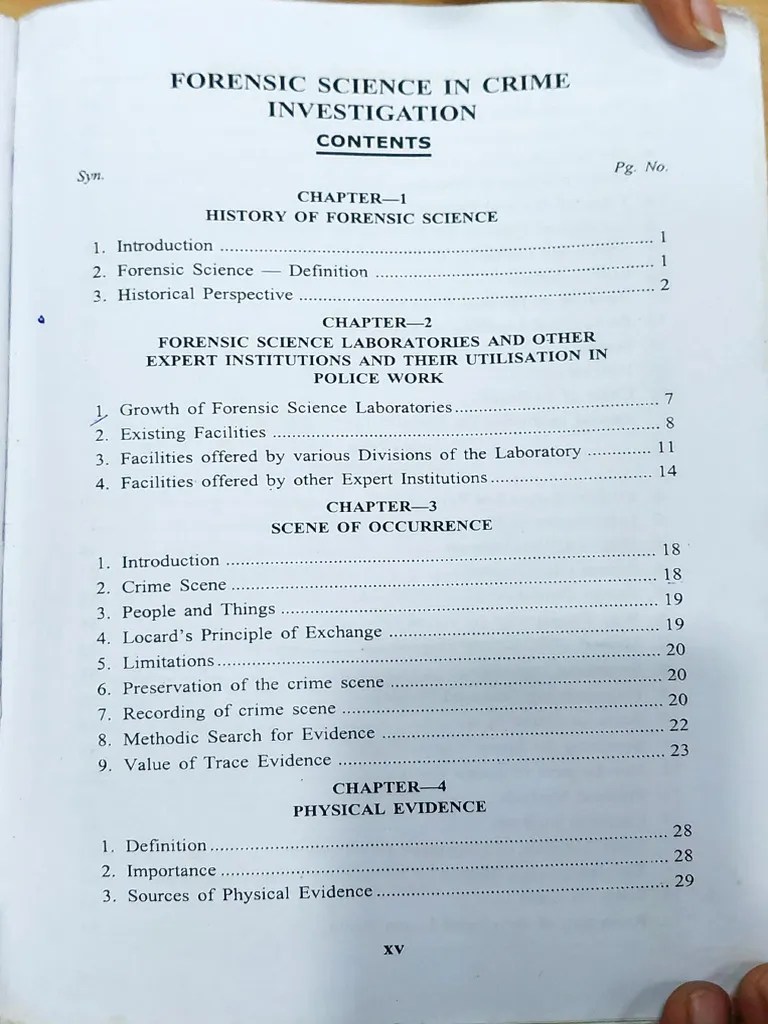 FORENSIC SCIENCE IN CRIME
INVESTIGATION
CONTENTS
Syn. Pg. No.
CHAPTER—1
HISTORY OF FORENSIC SCIENCE
1. Introduction ........ 1
2. Forensic Science — Definition ........ 1
3. Historical Perspective ........ 2
CHAPTER—2
FORENSIC SCIENCE LABORATORIES AND OTHER
EXPERT INSTITUTIONS AND THEIR UTILISATION IN
POLICE WORK
1. Growth of Forensic Science Laboratories ........ 7
2. Existing Facilities ........ 8
3. Facilities offered by various Divisions of the Laboratory ........ 11
4. Facilities offered by other Expert Institutions ........ 14
CHAPTER—3
SCENE OF OCCURRENCE
1. Introduction ........ 18
2. Crime Scene ........ 18
3. People and Things ........ 19
4. Locard's Principle of Exchange ........ 19
5. Limitations ........ 20
6. Preservation of the crime scene ........ 20
7. Recording of crime scene ........ 20
8. Methodic Search for Evidence ........ 22
9. Value of Trace Evidence ........ 23
CHAPTER—4
PHYSICAL EVIDENCE
1. Definition ........ 28
2. Importance ........ 28
3. Sources of Physical Evidence ........ 29
xv